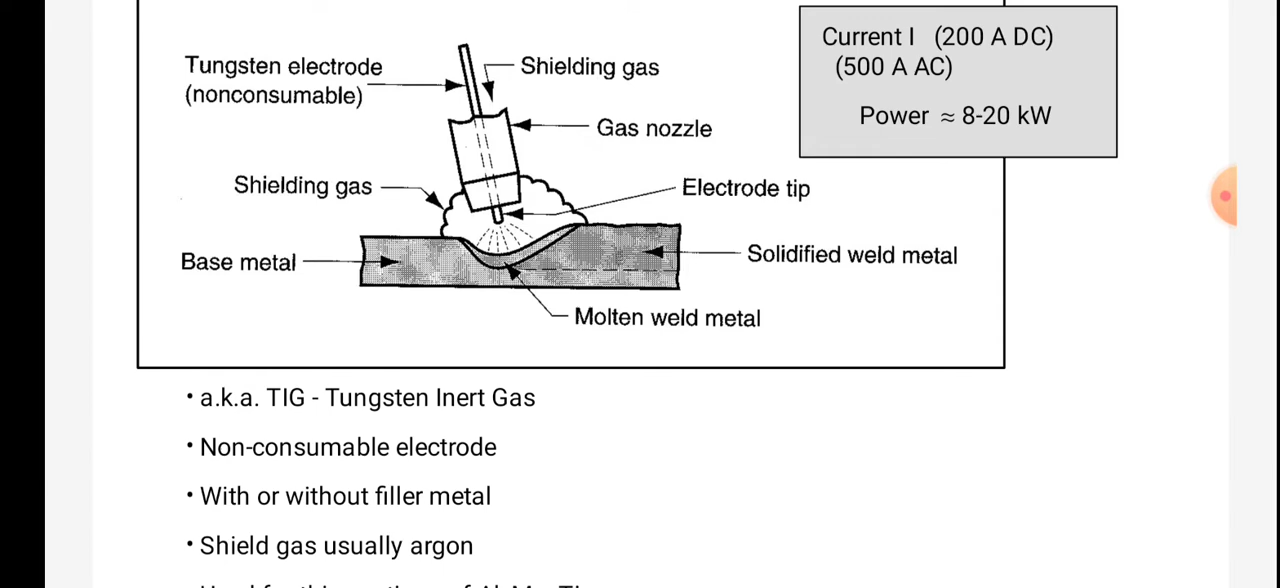 Current I (200 A DC)
(500 A AC)
Power ≈ 8-20 kW
Tungsten electrode
(nonconsumable)
Shielding gas
Gas nozzle
Shielding gas
Electrode tip
Base metal
Solidified weld metal
Molten weld metal
• a.k.a. TIG - Tungsten Inert Gas
• Non-consumable electrode
• With or without filler metal
• Shield gas usually argon